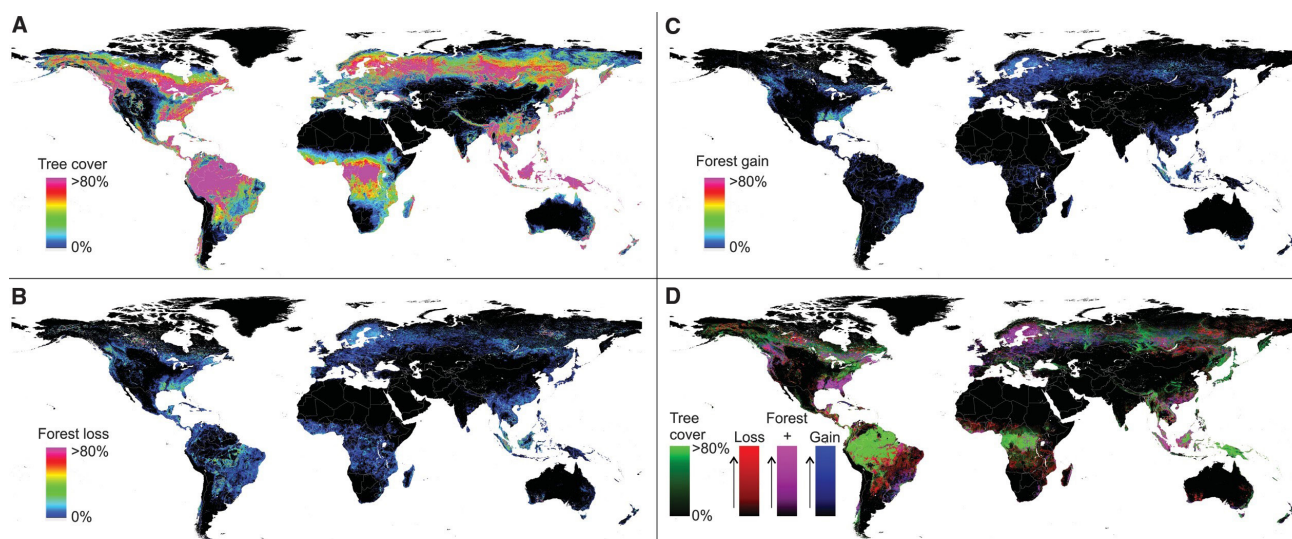 A
Tree cover
>80%
0%
B
Forest loss
>80%
0%
C
Forest gain
>80%
0%
D
Tree
cover
>80%
0%
Loss
Forest
+
Gain